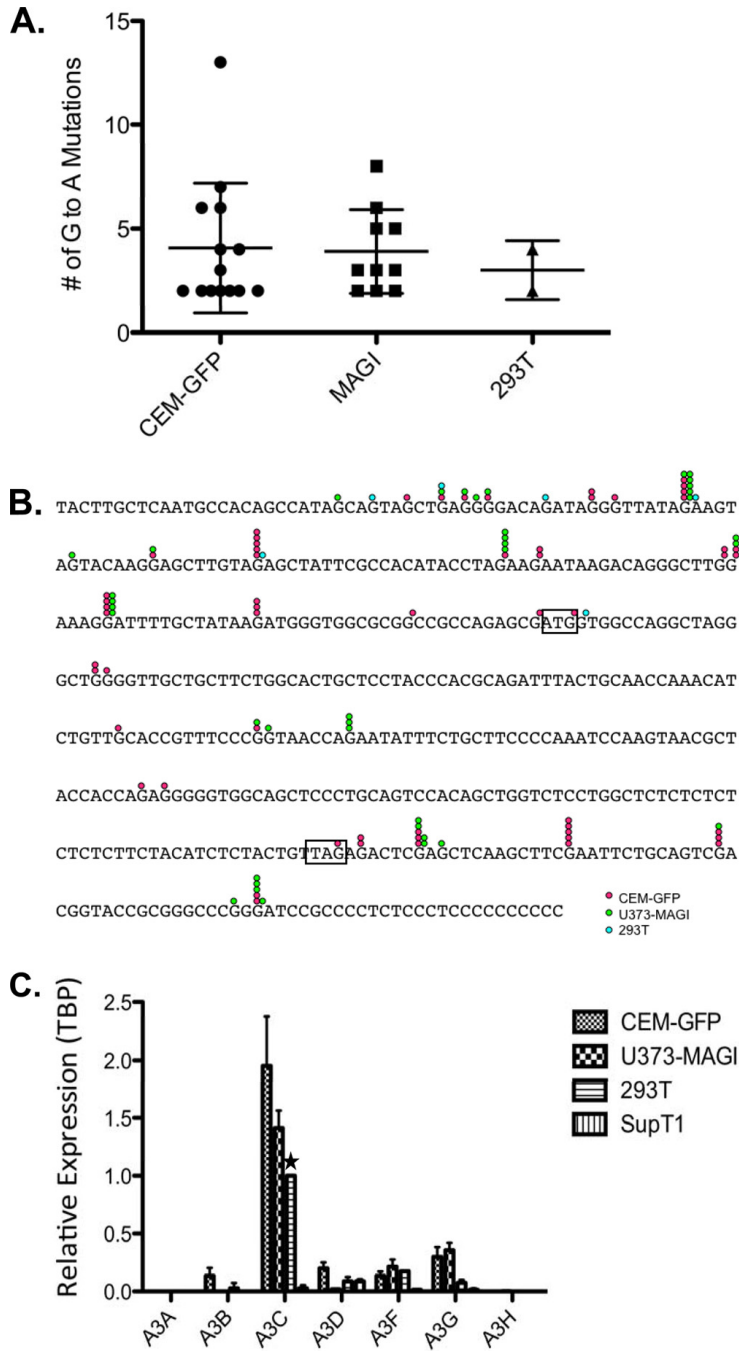 A.
# of G to A Mutations
15
10
5
0
CEM-GFP
MAGI
293T
B.
TACTTGCTCAATGCCACAGCCATAGCAGTAGCTGAGGGGACAGATAGGGTTATAGAAGT
AGTACAAGGAGCTTGTAGAGCTATTCGCCACATACCTAGAAGAATAAGACAGGGCTTGG
AAAGGATTTTGCTATAAGATGGGTGGCGCGGCCGCCAGAGCGATGGTGGCCAGGCTAGG
GCTGGGGTTGCTGCTTCTGGCACTGCTCCTACCCACGCAGATTTACTGCAACCAAACAT
CTGTTGCACCGTTTCCCGGTAACCAGAATATTTCTGCTTCCCCAAATCCAAGTAACGCT
ACCACCAGAGGGGGTGGCAGCTCCCTGCAGTCCACAGCTGGTCTCCTGGCTCTCTCTCT
CTCTCTTCTACATCTCTACTGTTAGAGACTCGAGCTCAAGCTTCGAATTCTGCAGTCGA
CGGTACCGCGGGCCCGGGATCCGCCCCTCTCCCTCCCCCCCCCC
CEM-GFP
U373-MAGI
293T
C.
Relative Expression (TBP)
2.5
2.0
1.5
1.0
0.5
0.0
A3A
A3B
A3C
A3D
A3F
A3G
A3H
CEM-GFP
U373-MAGI
293T
SupT1